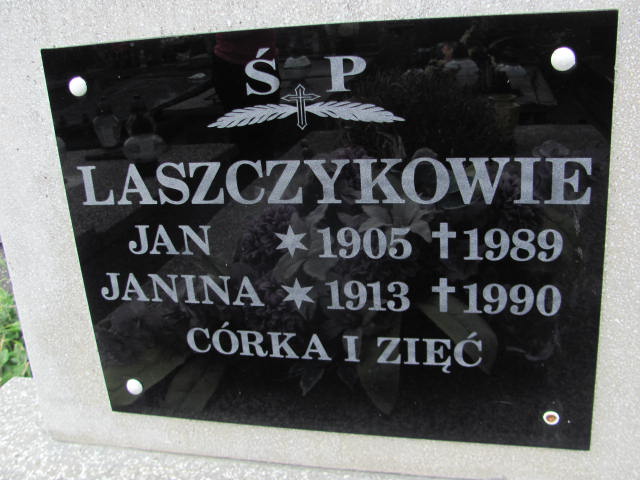 Ś P
LASZCZYKOWIE
JAN ✶ 1905 ✝ 1989
JANINA ✶ 1913 ✝ 1990
CÓRKA I ZIĘĆ